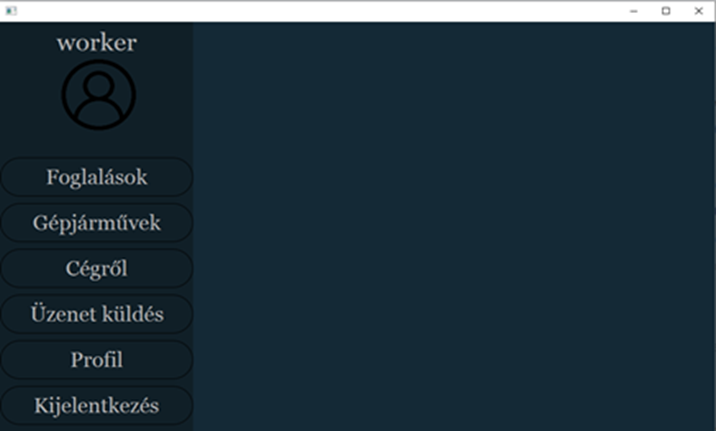 worker
Foglalások
Gépjárművek
Cégről
Üzenet küldés
Profil
Kijelentkezés